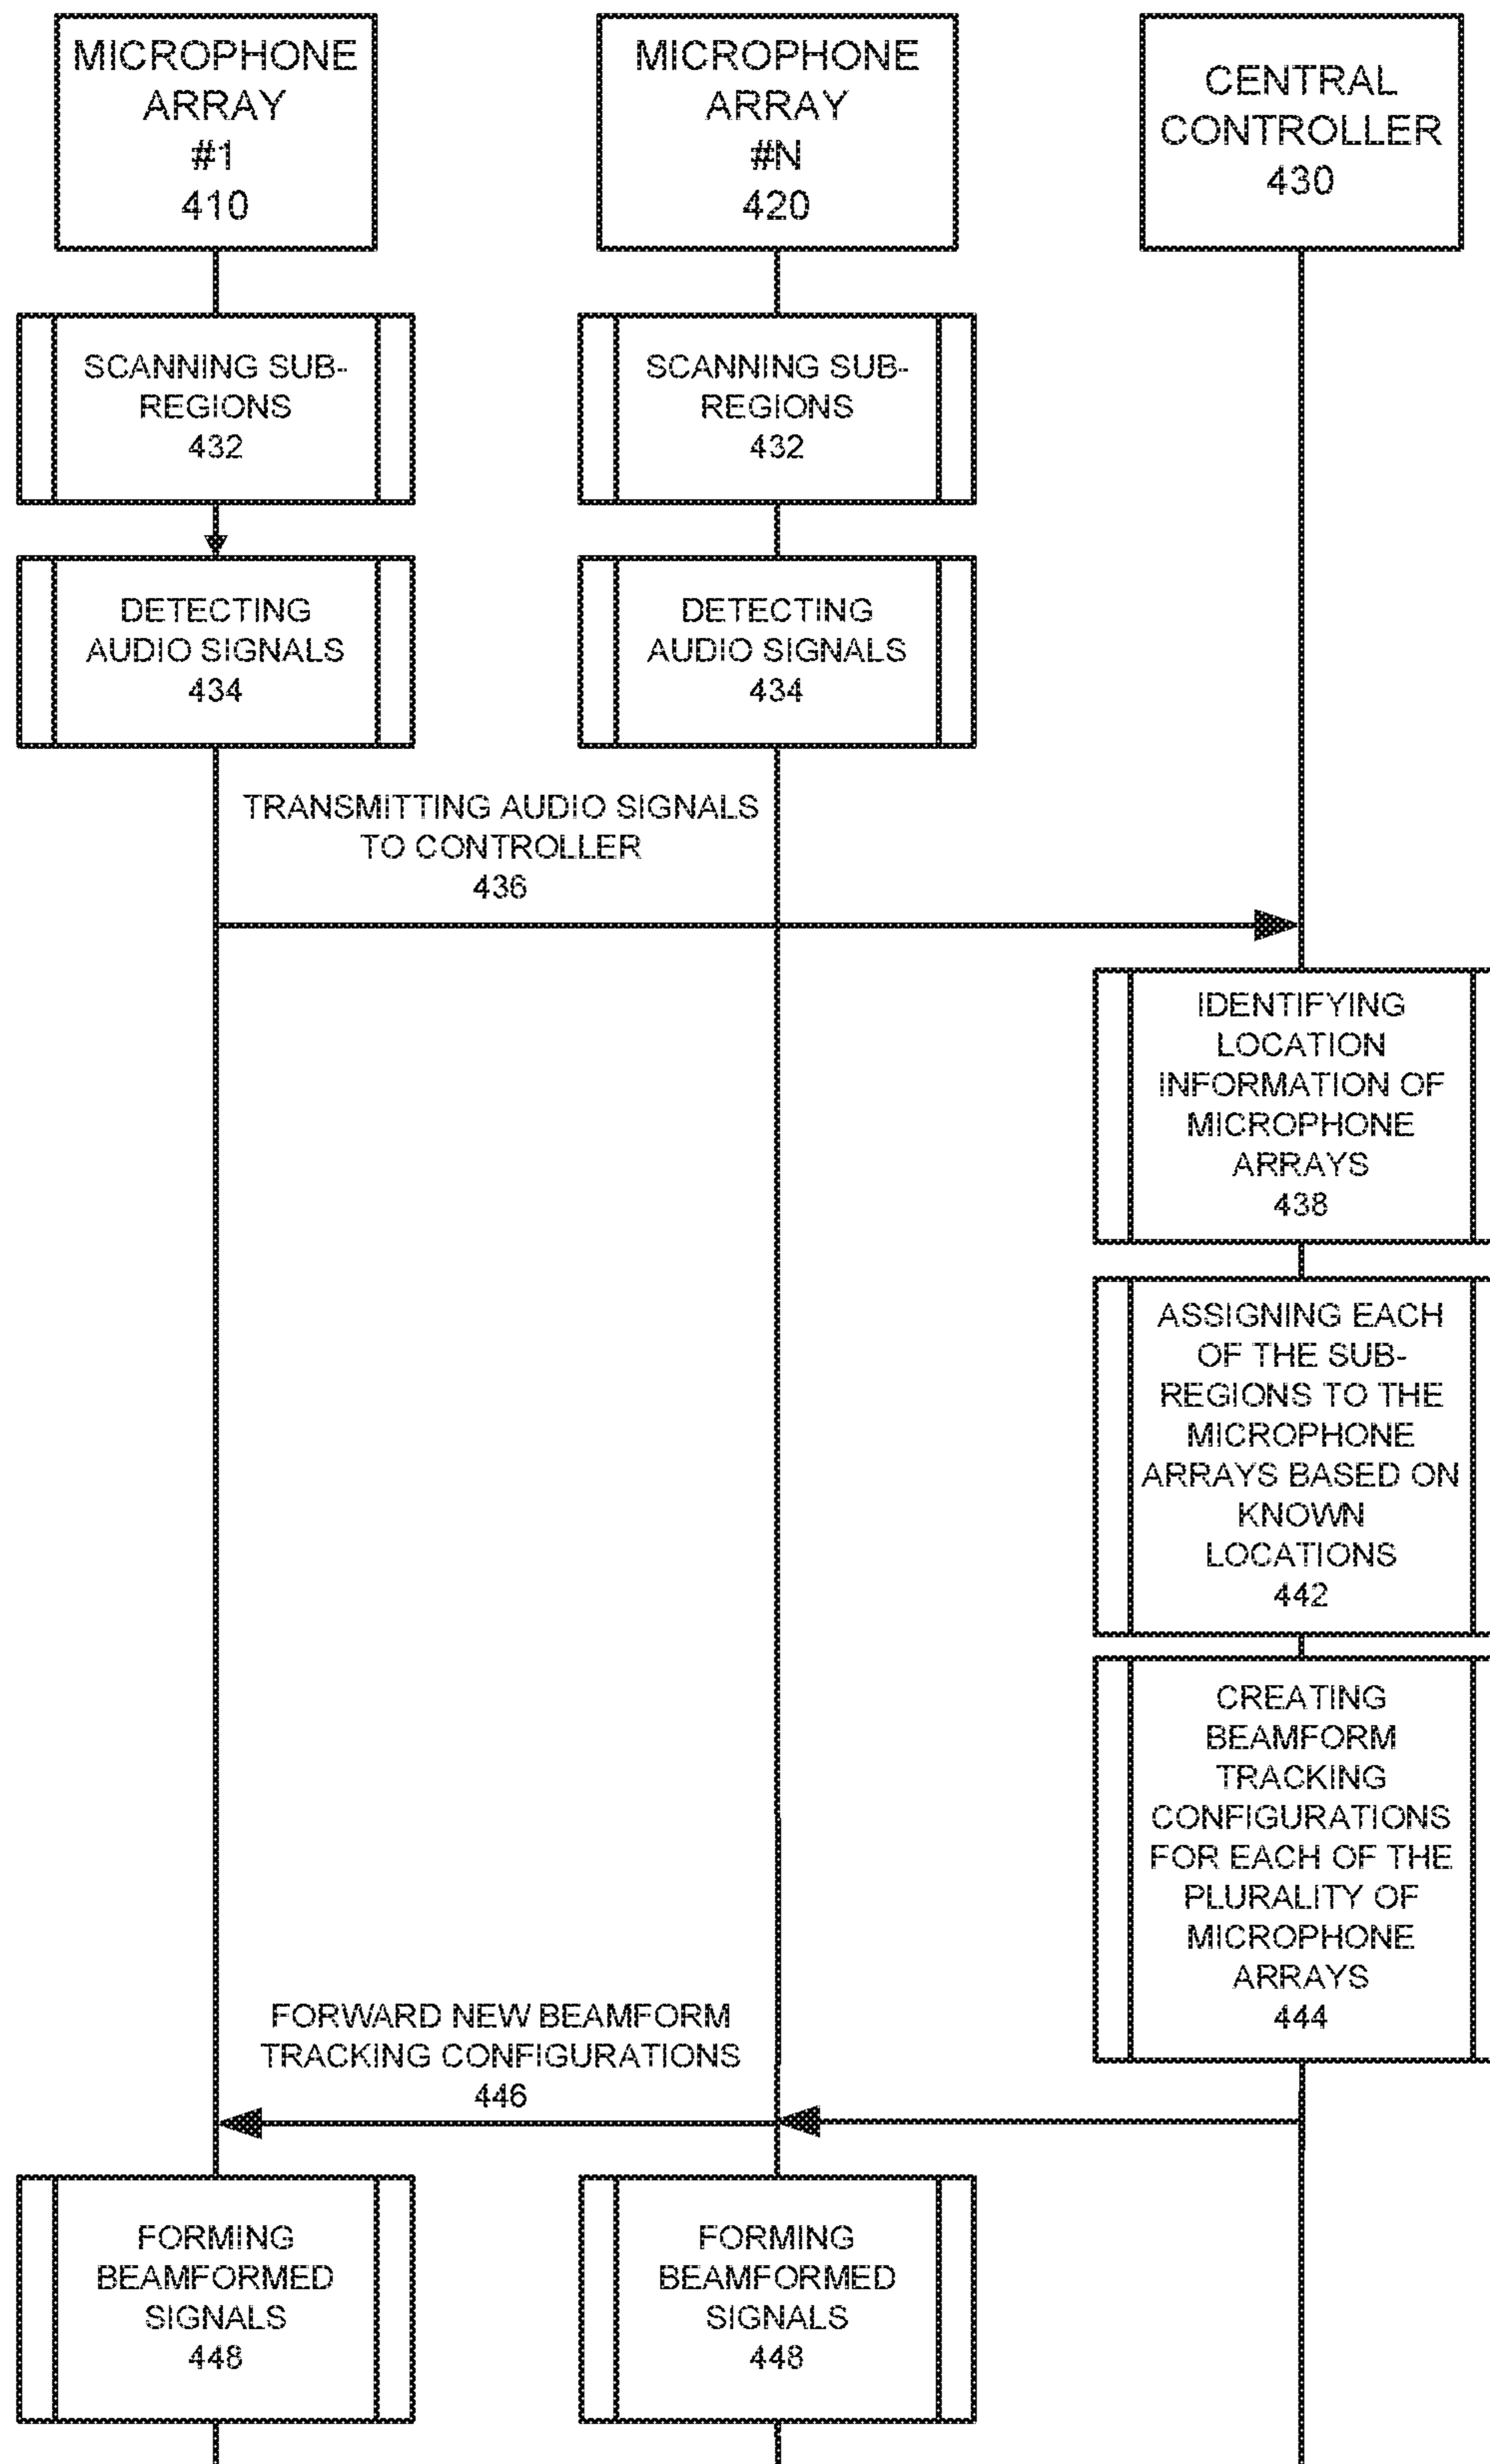 MICROPHONE
ARRAY
#1
410
MICROPHONE
ARRAY
#N
420
CENTRAL
CONTROLLER
430
SCANNING SUB-
REGIONS
432
SCANNING SUB-
REGIONS
432
DETECTING
AUDIO SIGNALS
434
DETECTING
AUDIO SIGNALS
434
TRANSMITTING AUDIO SIGNALS
TO CONTROLLER
436
IDENTIFYING
LOCATION
INFORMATION OF
MICROPHONE
ARRAYS
438
ASSIGNING EACH
OF THE SUB-
REGIONS TO THE
MICROPHONE
ARRAYS BASED ON
KNOWN
LOCATIONS
442
CREATING
BEAMFORM
TRACKING
CONFIGURATIONS
FOR EACH OF THE
PLURALITY OF
MICROPHONE
ARRAYS
444
FORWARD NEW BEAMFORM
TRACKING CONFIGURATIONS
446
FORMING
BEAMFORMED
SIGNALS
448
FORMING
BEAMFORMED
SIGNALS
448